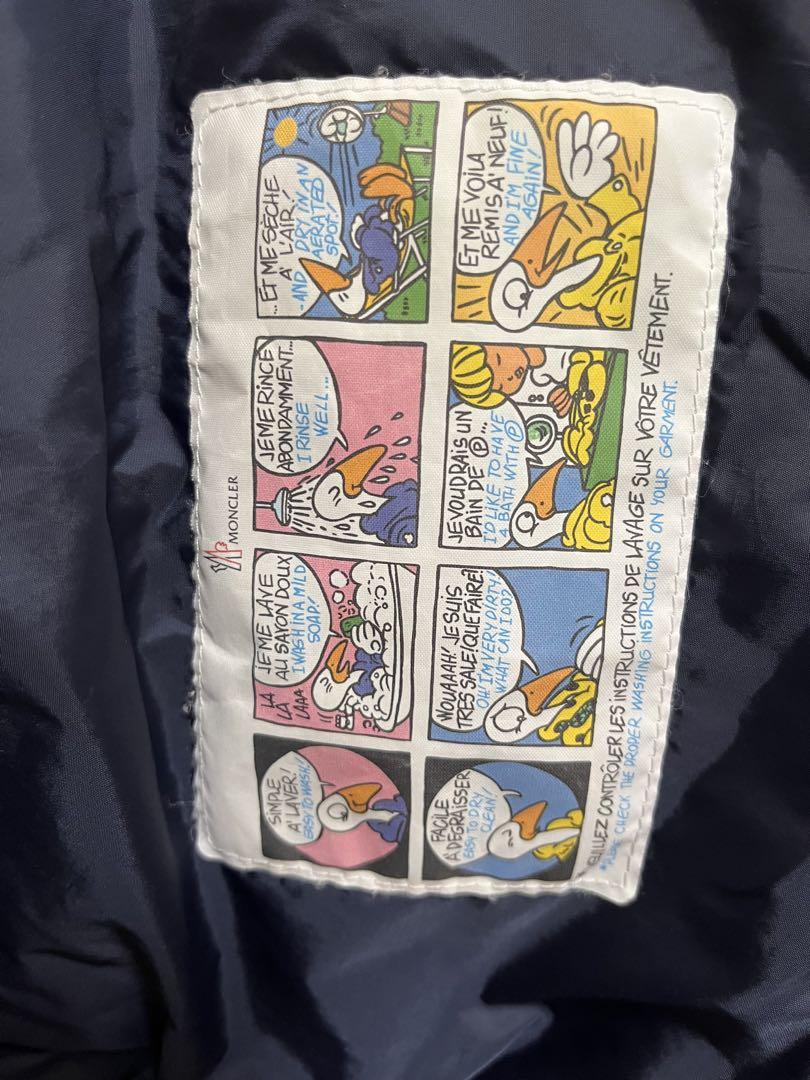 MONCLER
SIMPLE
A' LAVER!
EASY TO WASH!
LA
LA
LAAA
JE ME LAVE
AU SAVON DOUX
I WASH IN A MILD
SOAP!
JE ME RINCE
ABONDAMMENT...
I RINSE
WELL...
...ET ME SÈCHE
A' L'AIR!
-AND DRY IN AN
AERATED
SPOT!
FACILE
A' DEGRAISSER
EASY TO DRY
CLEAN!
WOUHAAH! JE SUIS
TRES SALE! QUE FAIRE?
OH! I'M VERY DIRTY!
WHAT CAN I DO?
JE VOUDRAIS UN
BAIN DE Ⓟ...
I'D LIKE TO HAVE
A BATH WITH Ⓟ
ET ME VOILA
REMIS A' NEUF!
AND I'M FINE
AGAIN!
EUILLEZ CONTRÔLER LES INSTRUCTIONS DE LAVAGE SUR VÔTRE VÊTEMENT.
CHECK THE PROPER WASHING INSTRUCTIONS ON YOUR GARMENT.